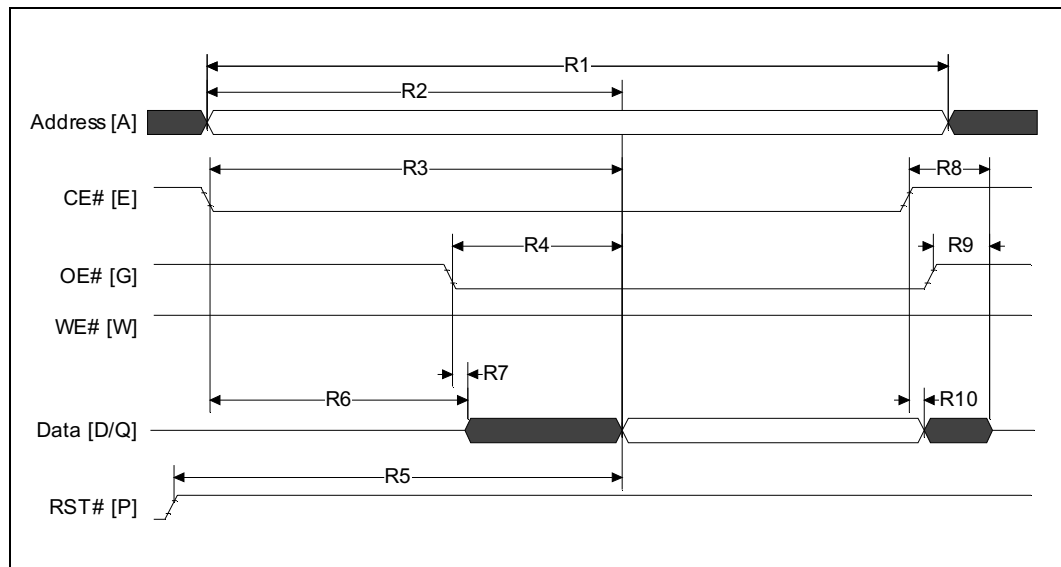 R1
R2
Address [A]
R3
R8
CE# [E]
R4
R9
OE# [G]
WE# [W]
R7
R6
R10
Data [D/Q]
R5
RST# [P]